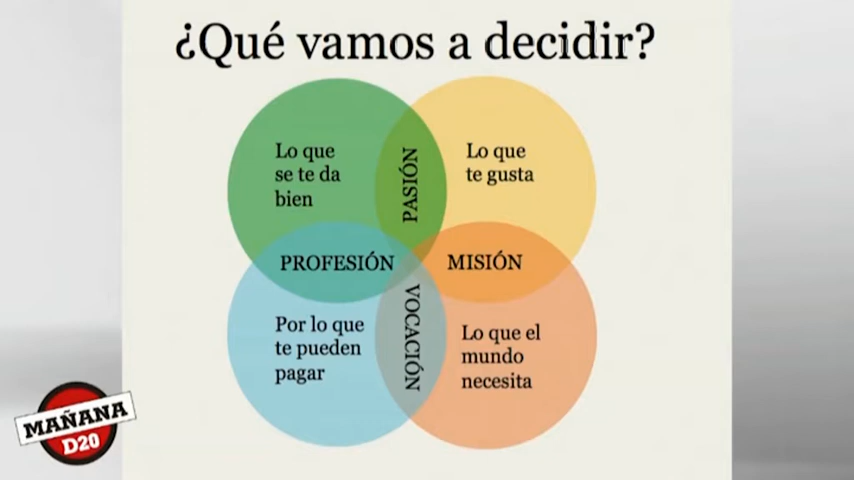 ¿Qué vamos a decidir?
Lo que
se te da
bien
PASIÓN
Lo que
te gusta
PROFESIÓN
MISIÓN
Por lo que
te pueden
pagar
VOCACIÓN
Lo que el
mundo
necesita
MAÑANA
D20